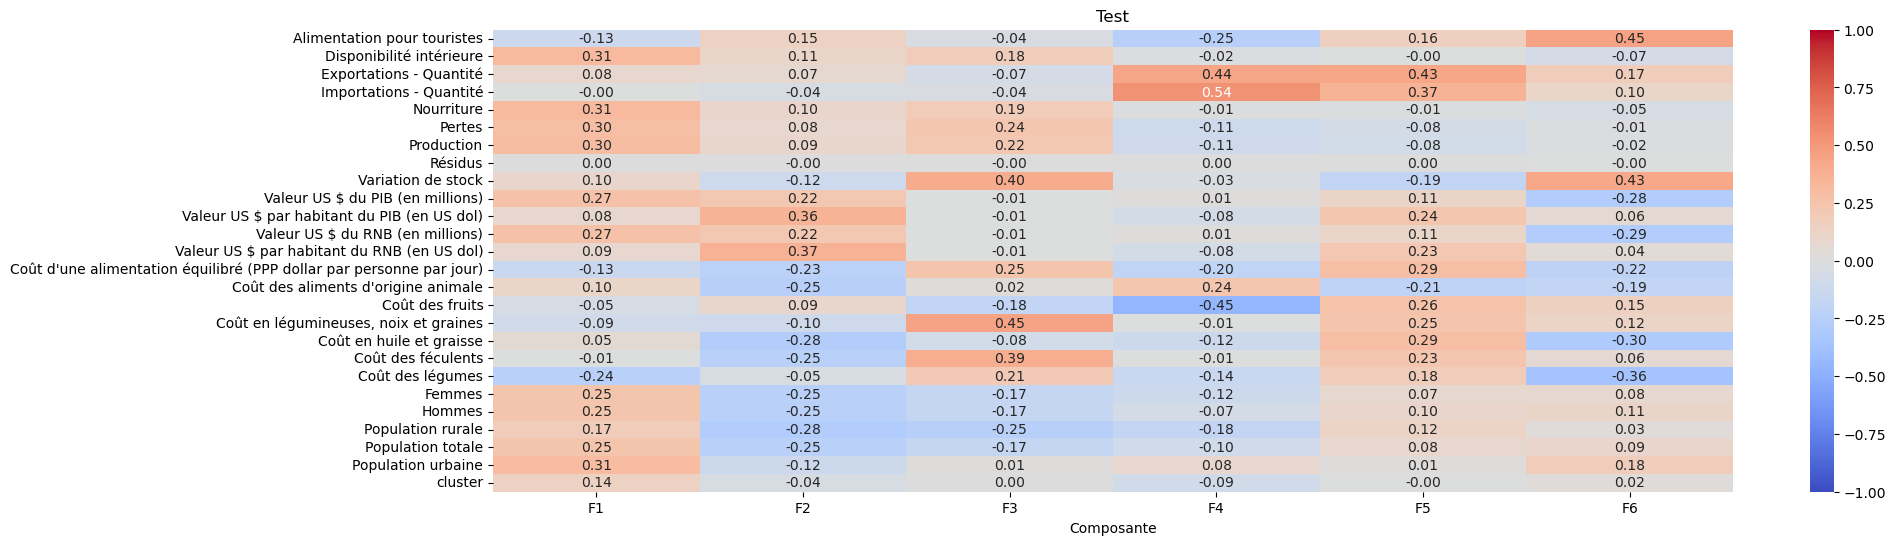 Test
Alimentation pour touristes -0.13 0.15 -0.04 -0.25 0.16 0.45
Disponibilité intérieure 0.31 0.11 0.18 -0.02 -0.00 -0.07
Exportations - Quantité 0.08 0.07 -0.07 0.44 0.43 0.17
Importations - Quantité -0.00 -0.04 -0.04 0.54 0.37 0.10
Nourriture 0.31 0.10 0.19 -0.01 -0.01 -0.05
Pertes 0.30 0.08 0.24 -0.11 -0.08 -0.01
Production 0.30 0.09 0.22 -0.11 -0.08 -0.02
Résidus 0.00 -0.00 -0.00 0.00 0.00 -0.00
Variation de stock 0.10 -0.12 0.40 -0.03 -0.19 0.43
Valeur US $ du PIB (en millions) 0.27 0.22 -0.01 0.01 0.11 -0.28
Valeur US $ par habitant du PIB (en US dol) 0.08 0.36 -0.01 -0.08 0.24 0.06
Valeur US $ du RNB (en millions) 0.27 0.22 -0.01 0.01 0.11 -0.29
Valeur US $ par habitant du RNB (en US dol) 0.09 0.37 -0.01 -0.08 0.23 0.04
Coût d'une alimentation équilibré (PPP dollar par personne par jour) -0.13 -0.23 0.25 -0.20 0.29 -0.22
Coût des aliments d'origine animale 0.10 -0.25 0.02 0.24 -0.21 -0.19
Coût des fruits -0.05 0.09 -0.18 -0.45 0.26 0.15
Coût en légumineuses, noix et graines -0.09 -0.10 0.45 -0.01 0.25 0.12
Coût en huile et graisse 0.05 -0.28 -0.08 -0.12 0.29 -0.30
Coût des féculents -0.01 -0.25 0.39 -0.01 0.23 0.06
Coût des légumes -0.24 -0.05 0.21 -0.14 0.18 -0.36
Femmes 0.25 -0.25 -0.17 -0.12 0.07 0.08
Hommes 0.25 -0.25 -0.17 -0.07 0.10 0.11
Population rurale 0.17 -0.28 -0.25 -0.18 0.12 0.03
Population totale 0.25 -0.25 -0.17 -0.10 0.08 0.09
Population urbaine 0.31 -0.12 0.01 0.08 0.01 0.18
cluster 0.14 -0.04 0.00 -0.09 -0.00 0.02
F1 F2 F3 F4 F5 F6
Composante
1.00
0.75
0.50
0.25
0.00
−0.25
−0.50
−0.75
−1.00